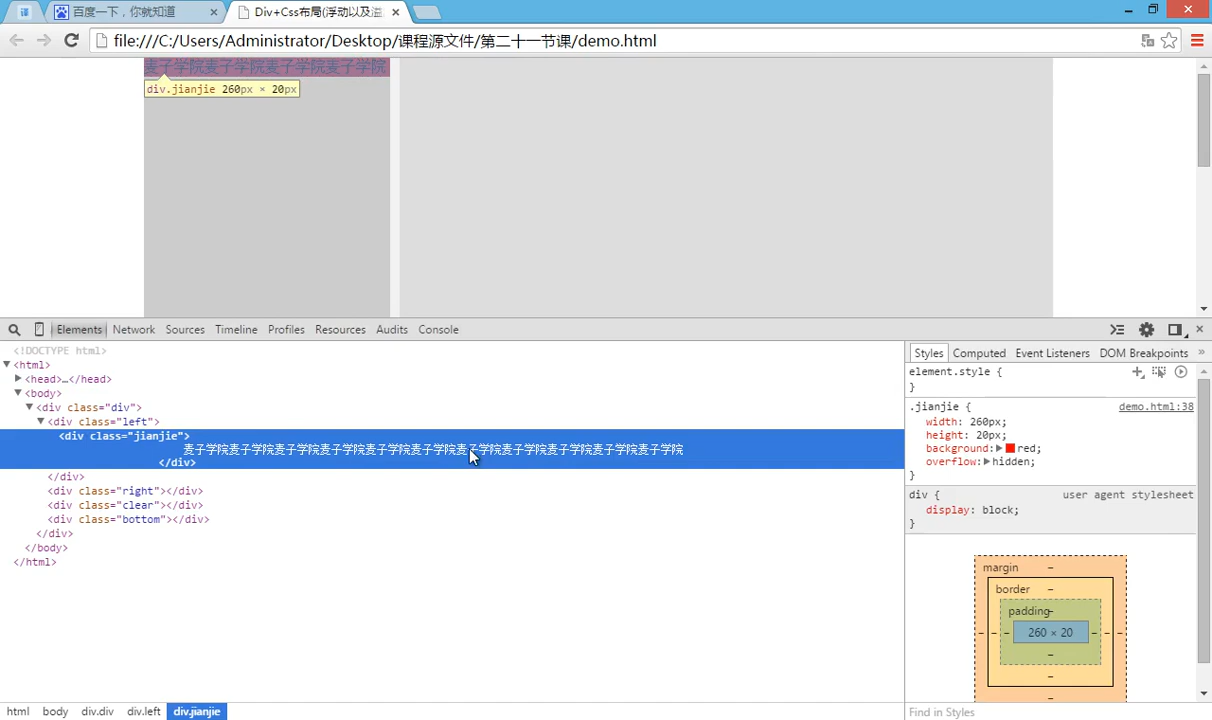 译
百度一下，你就知道
Div+Css布局(浮动以及溢
file:///C:/Users/Administrator/Desktop/课程源文件/第二十一节课/demo.html
麦子学院麦子学院麦子学院麦子学院
div.jianjie 260px × 20px
Elements Network Sources Timeline Profiles Resources Audits Console
<!DOCTYPE html>
<html>
<head>…</head>
<body>
<div class="div">
<div class="left">
<div class="jianjie">
麦子学院麦子学院麦子学院麦子学院麦子学院麦子学院麦子学院麦子学院麦子学院麦子学院麦子学院
</div>
</div>
<div class="right"></div>
<div class="clear"></div>
<div class="bottom"></div>
</div>
</body>
</html>
html body div.div div.left div.jianjie
Styles Computed Event Listeners DOM Breakpoints »
element.style {
}
.jianjie { demo.html:38
width: 260px;
height: 20px;
background: red;
overflow: hidden;
}
div { user agent stylesheet
display: block;
}
margin –
border –
padding –
– – – 260 × 20 – – –
–
–
–
Find in Styles